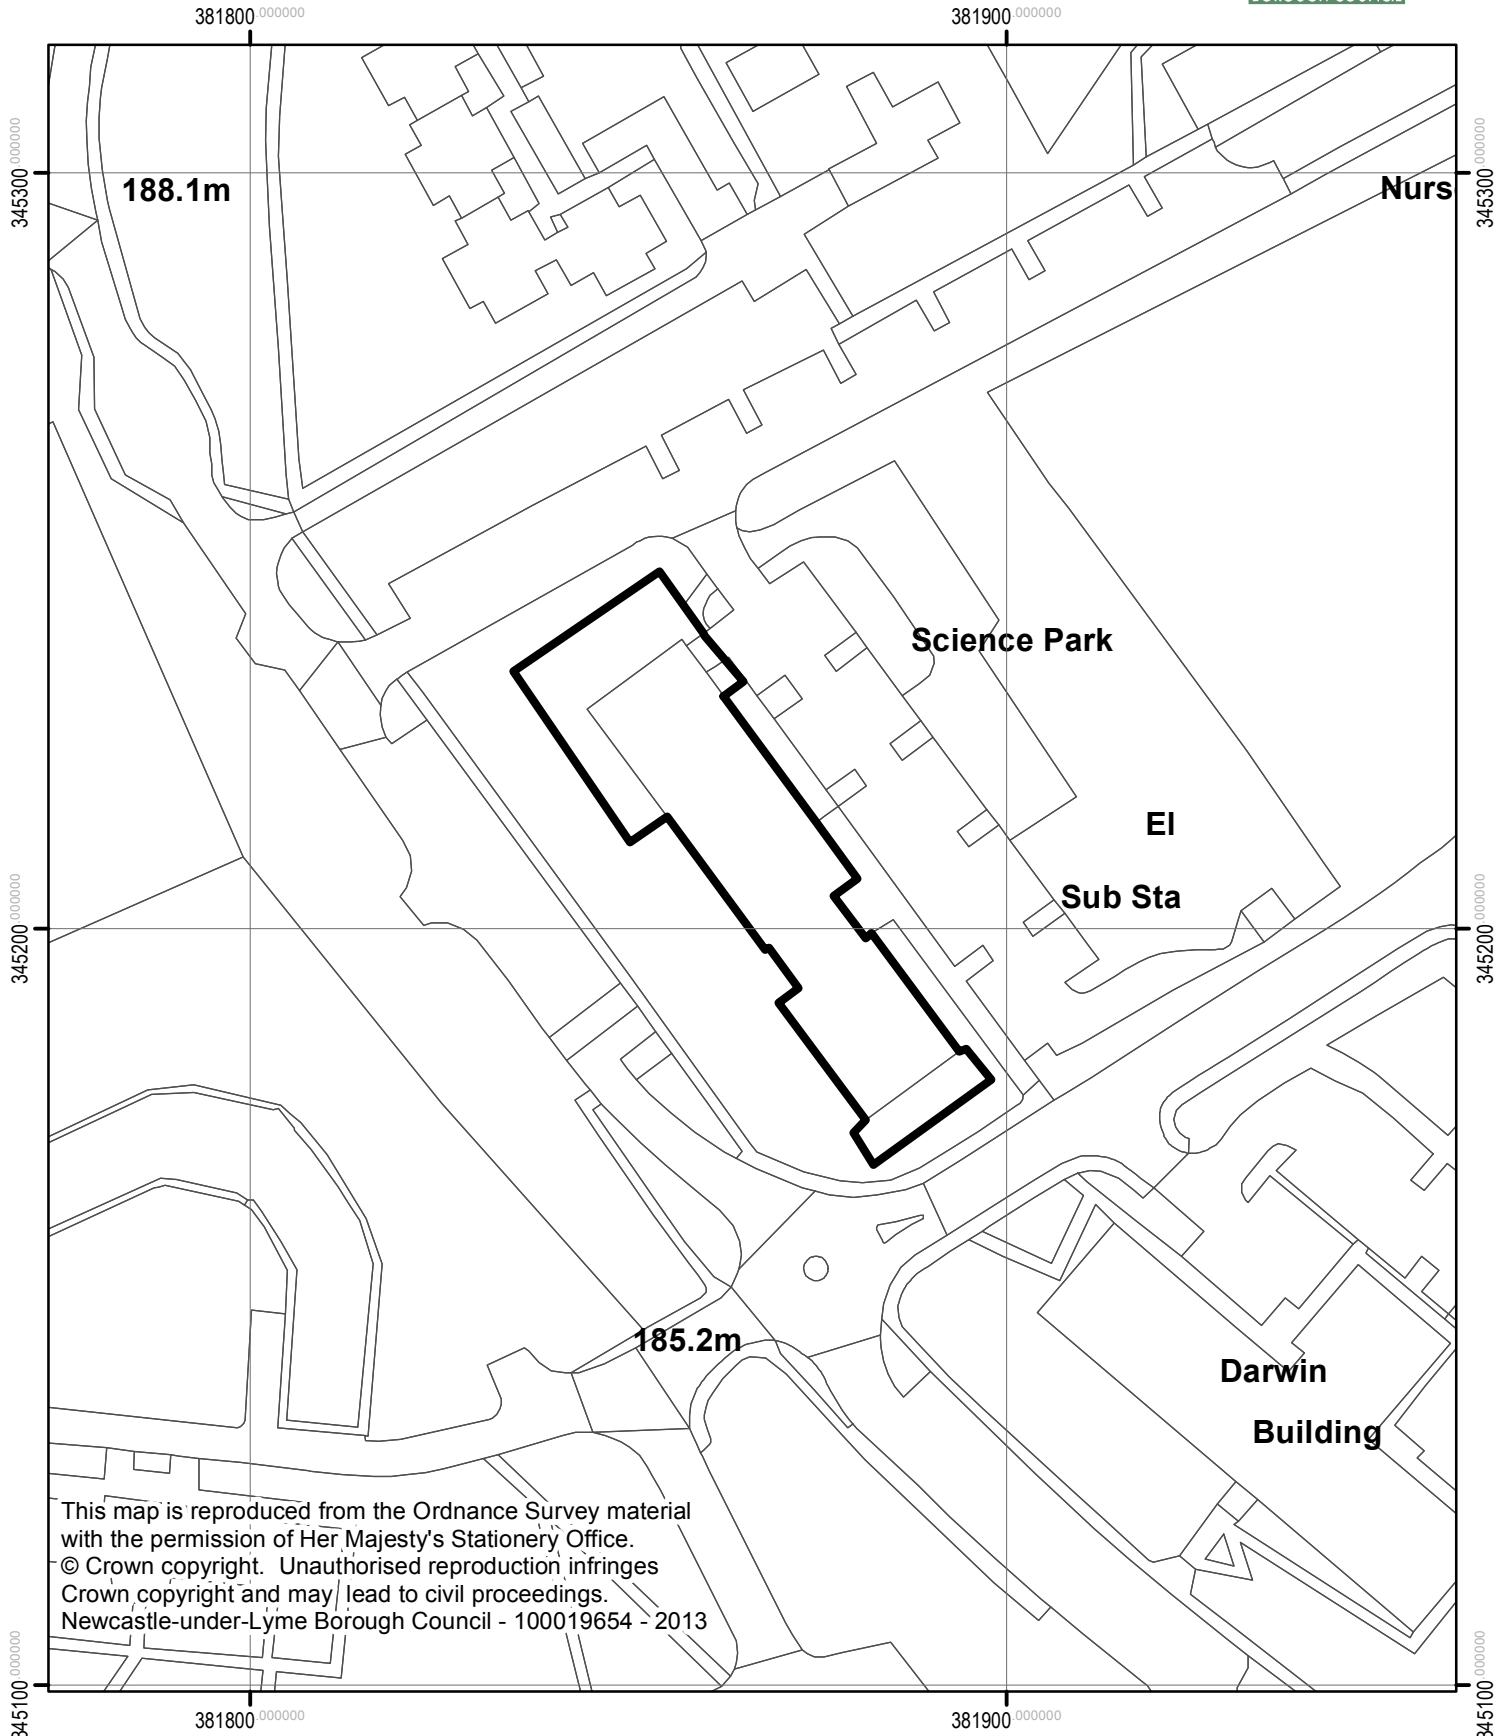 381800.000000
381900.000000
345300.000000
345300.000000
188.1m
Nurs
Science Park
El
Sub Sta
345200.000000
345200.000000
185.2m
Darwin
Building
This map is reproduced from the Ordnance Survey material
with the permission of Her Majesty's Stationery Office.
© Crown copyright. Unauthorised reproduction infringes
Crown copyright and may lead to civil proceedings.
Newcastle-under-Lyme Borough Council - 100019654 - 2013
345100.000000
345100.000000
381800.000000
381900.000000